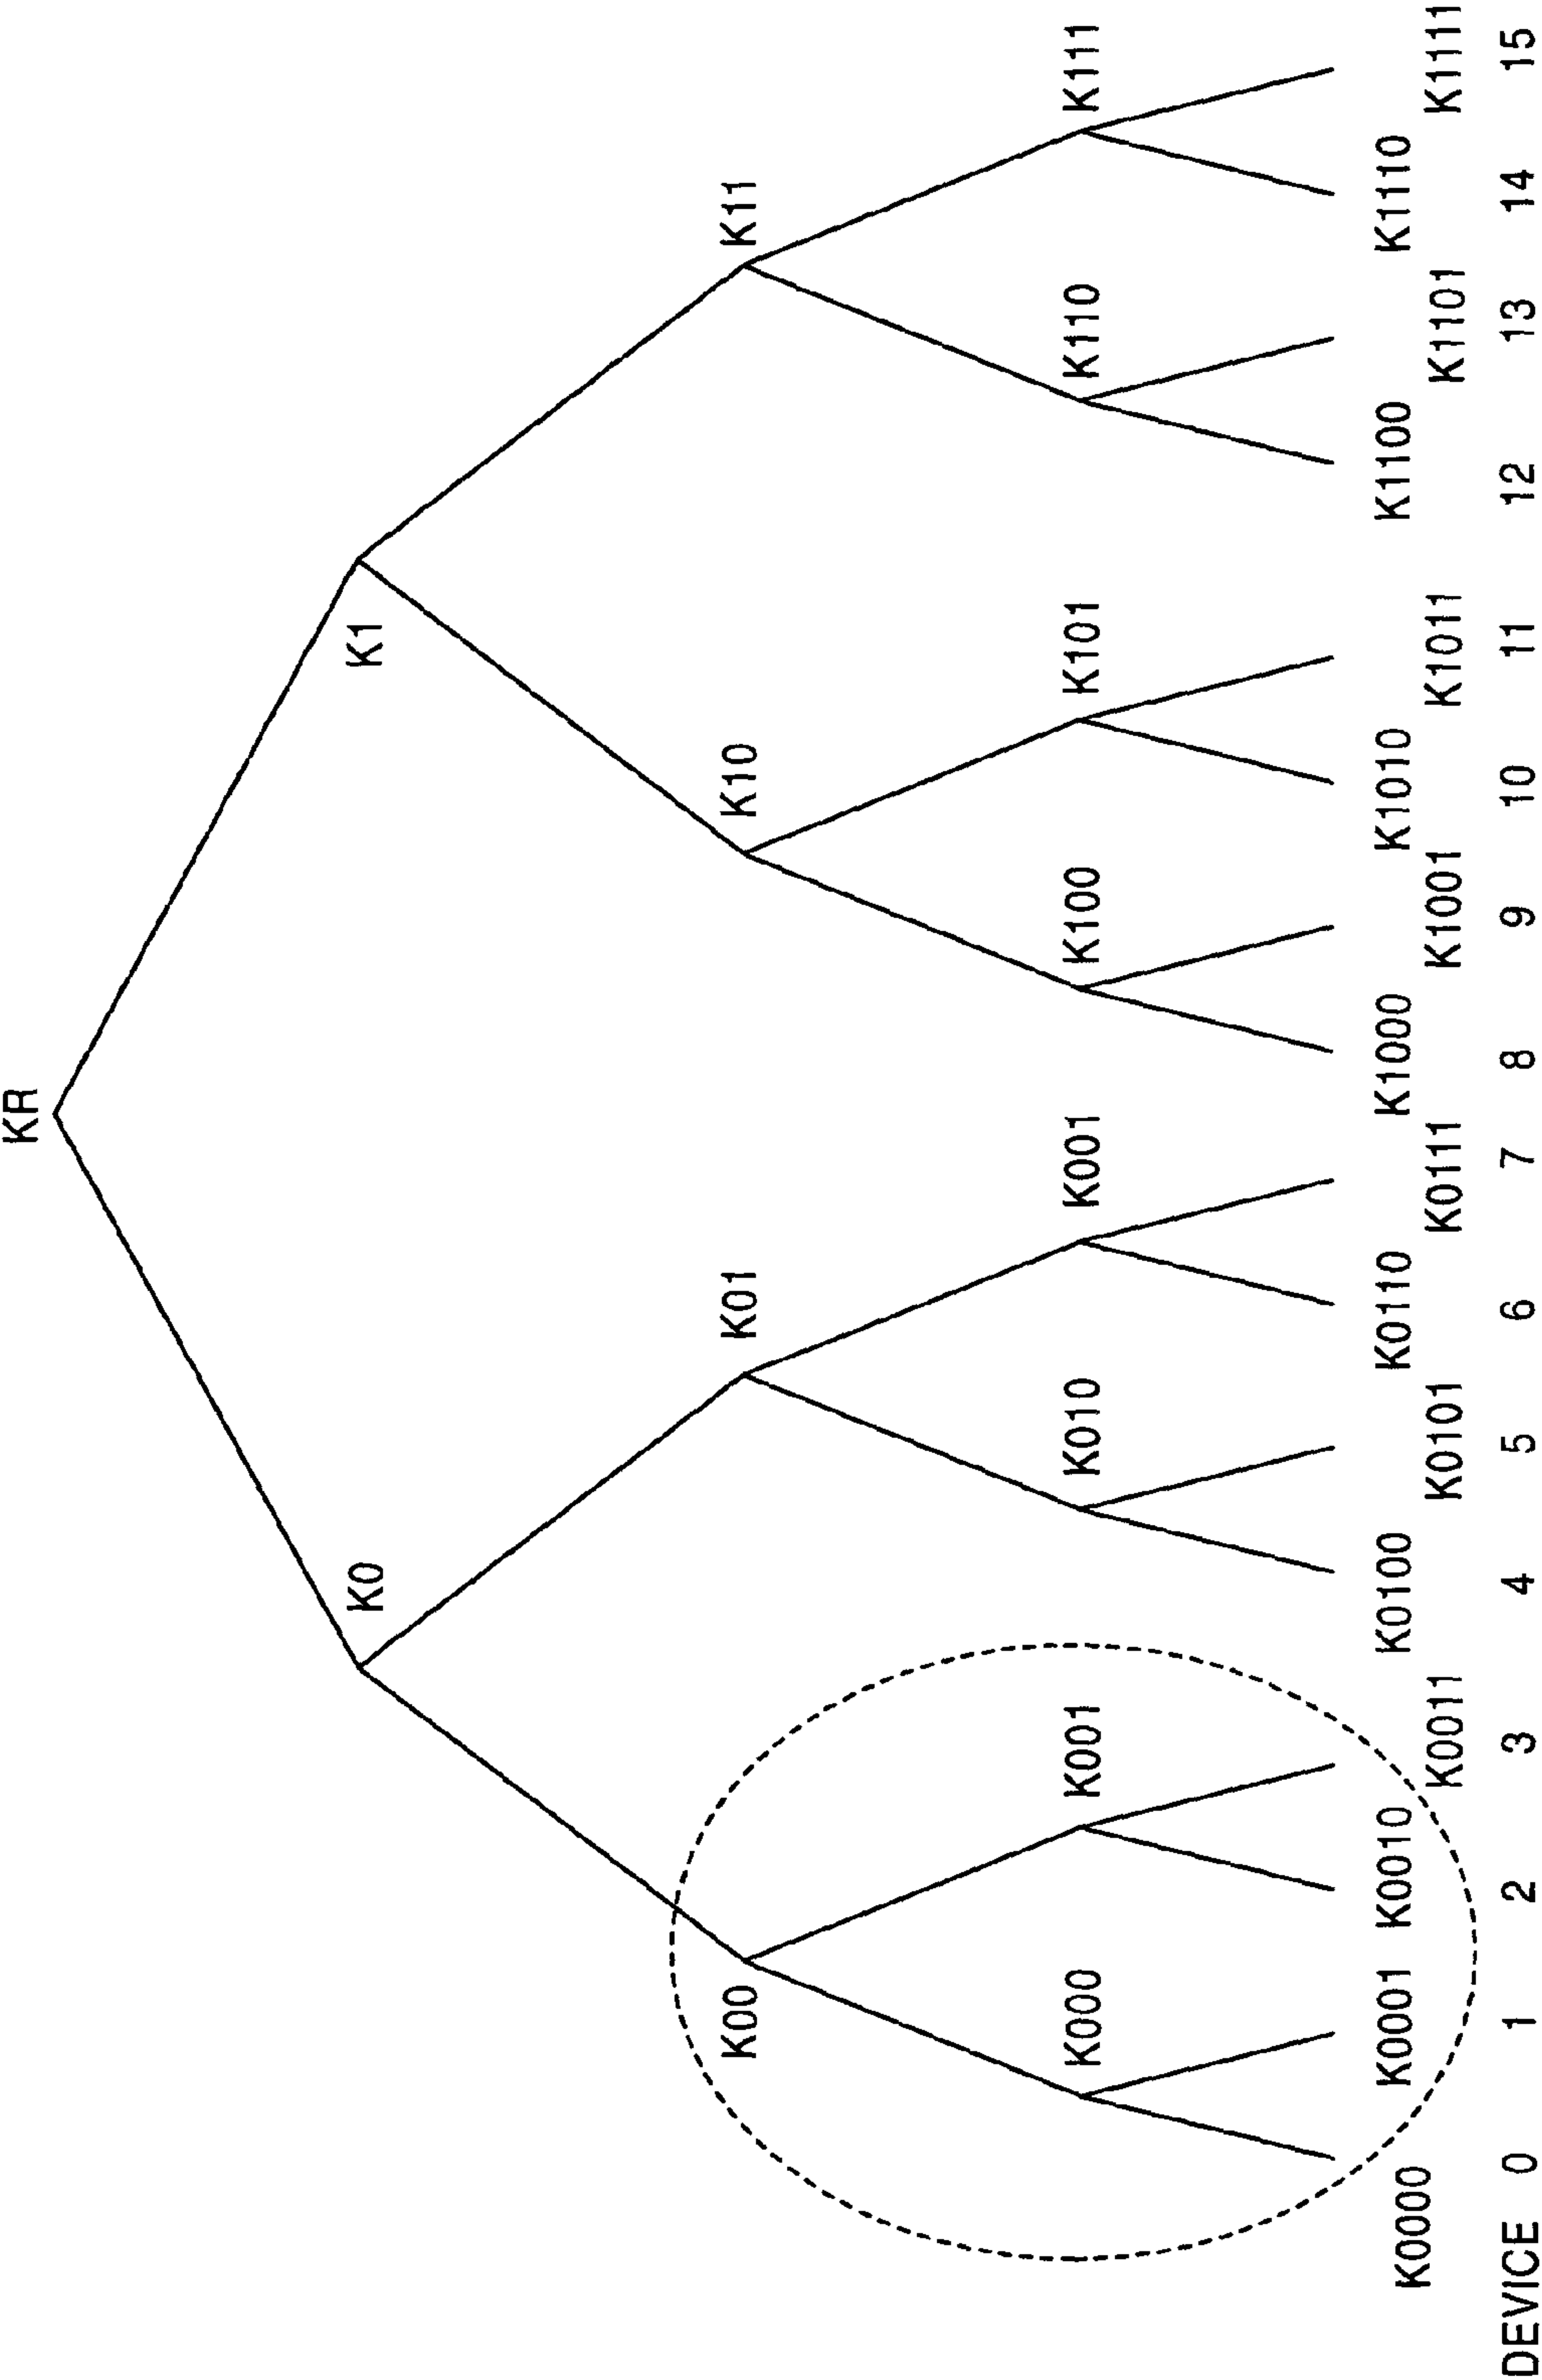 KR
K0
K1
K00
K01
K10
K11
K000
K001
K010
K001
K100
K101
K110
K111
K0000
K0001
K0010
K0011
K0100
K0101
K0110
K0111
K1000
K1001
K1010
K1011
K1100
K1101
K1110
K1111
DEVICE 0 1 2 3 4 5 6 7 8 9 10 11 12 13 14 15